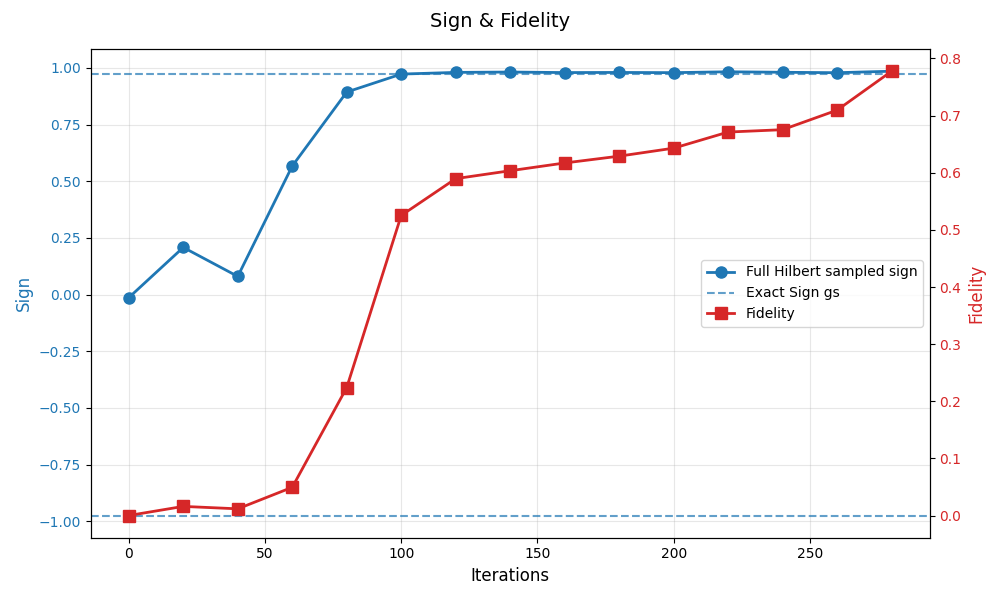 Sign & Fidelity
1.00
0.75
0.50
0.25
0.00
−0.25
−0.50
−0.75
−1.00
Sign
0.8
0.7
0.6
0.5
0.4
0.3
0.2
0.1
0.0
Fidelity
Full Hilbert sampled sign
Exact Sign gs
Fidelity
0 50 100 150 200 250
Iterations